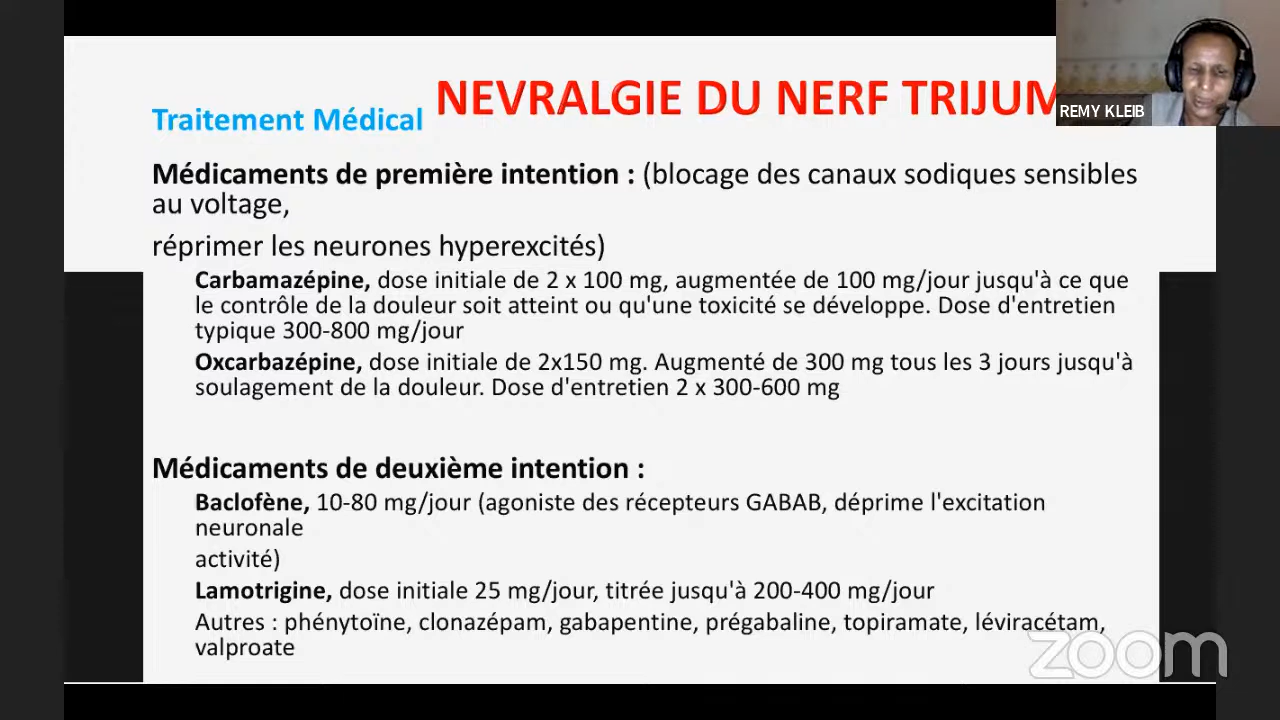 NEVRALGIE DU NERF TRIJUM
Traitement Médical
REMY KLEIB
Médicaments de première intention : (blocage des canaux sodiques sensibles
au voltage,
réprimer les neurones hyperexcités)
Carbamazépine, dose initiale de 2 x 100 mg, augmentée de 100 mg/jour jusqu'à ce que
le contrôle de la douleur soit atteint ou qu'une toxicité se développe. Dose d'entretien
typique 300-800 mg/jour
Oxcarbazépine, dose initiale de 2x150 mg. Augmenté de 300 mg tous les 3 jours jusqu'à
soulagement de la douleur. Dose d'entretien 2 x 300-600 mg
Médicaments de deuxième intention :
Baclofène, 10-80 mg/jour (agoniste des récepteurs GABAB, déprime l'excitation
neuronale
activité)
Lamotrigine, dose initiale 25 mg/jour, titrée jusqu'à 200-400 mg/jour
Autres : phénytoïne, clonazépam, gabapentine, prégabaline, topiramate, léviracétam,
valproate
zoom